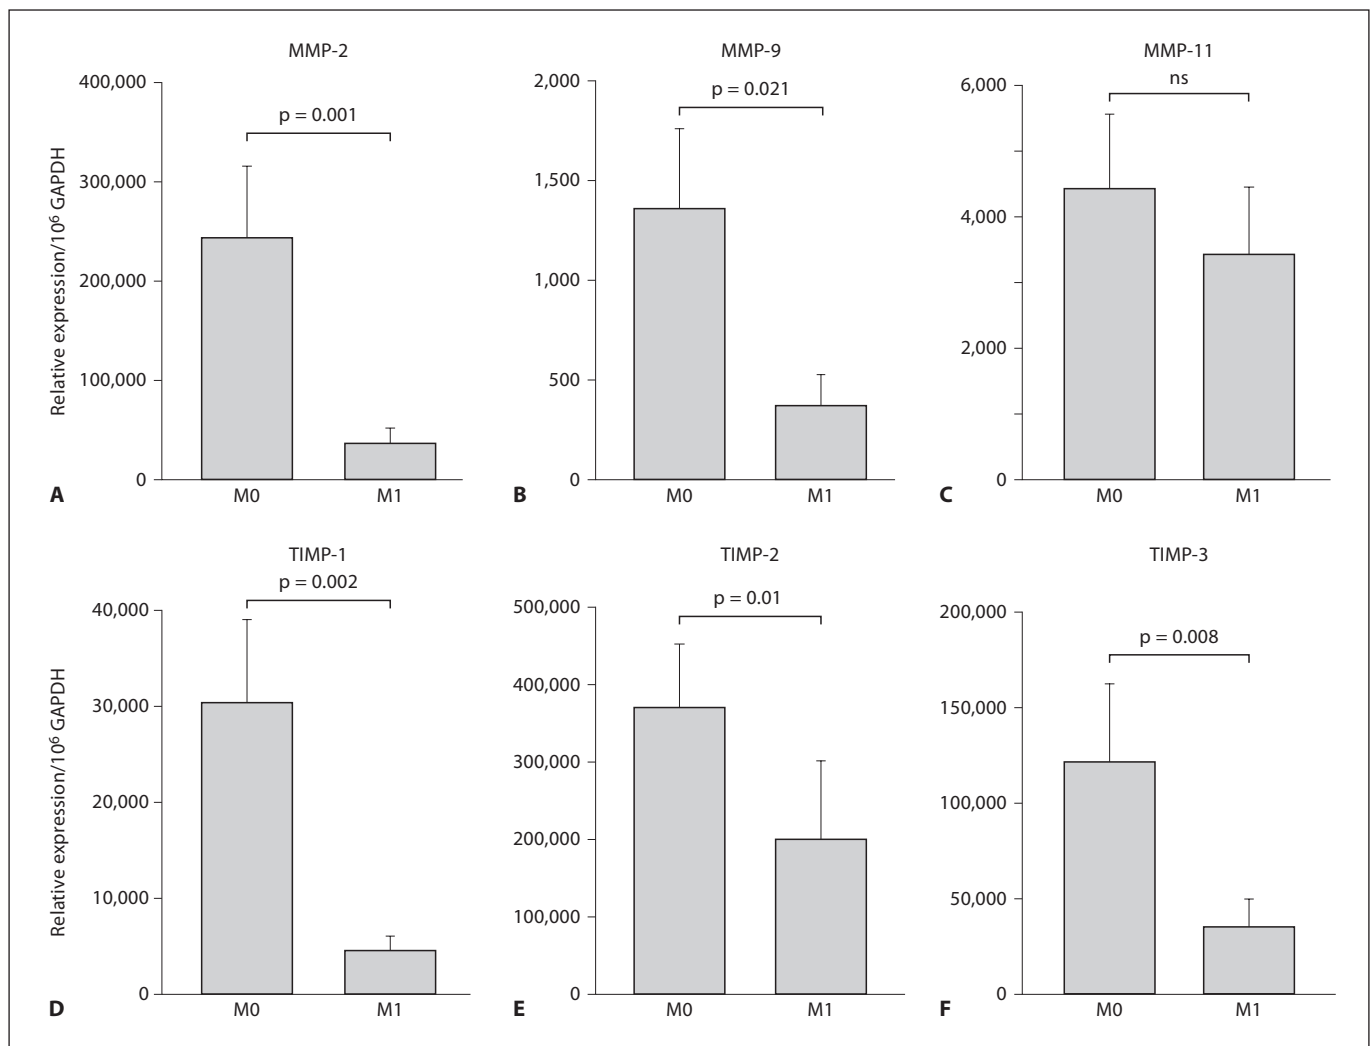 MMP-2
400,000
300,000
200,000
100,000
0
Relative expression/10⁶ GAPDH
p = 0.001
M0 M1
A
MMP-9
2,000
1,500
1,000
500
0
p = 0.021
M0 M1
B
MMP-11
6,000
4,000
2,000
0
ns
M0 M1
C
TIMP-1
40,000
30,000
20,000
10,000
0
Relative expression/10⁶ GAPDH
p = 0.002
M0 M1
D
TIMP-2
500,000
400,000
300,000
200,000
100,000
0
p = 0.01
M0 M1
E
TIMP-3
200,000
150,000
100,000
50,000
0
p = 0.008
M0 M1
F